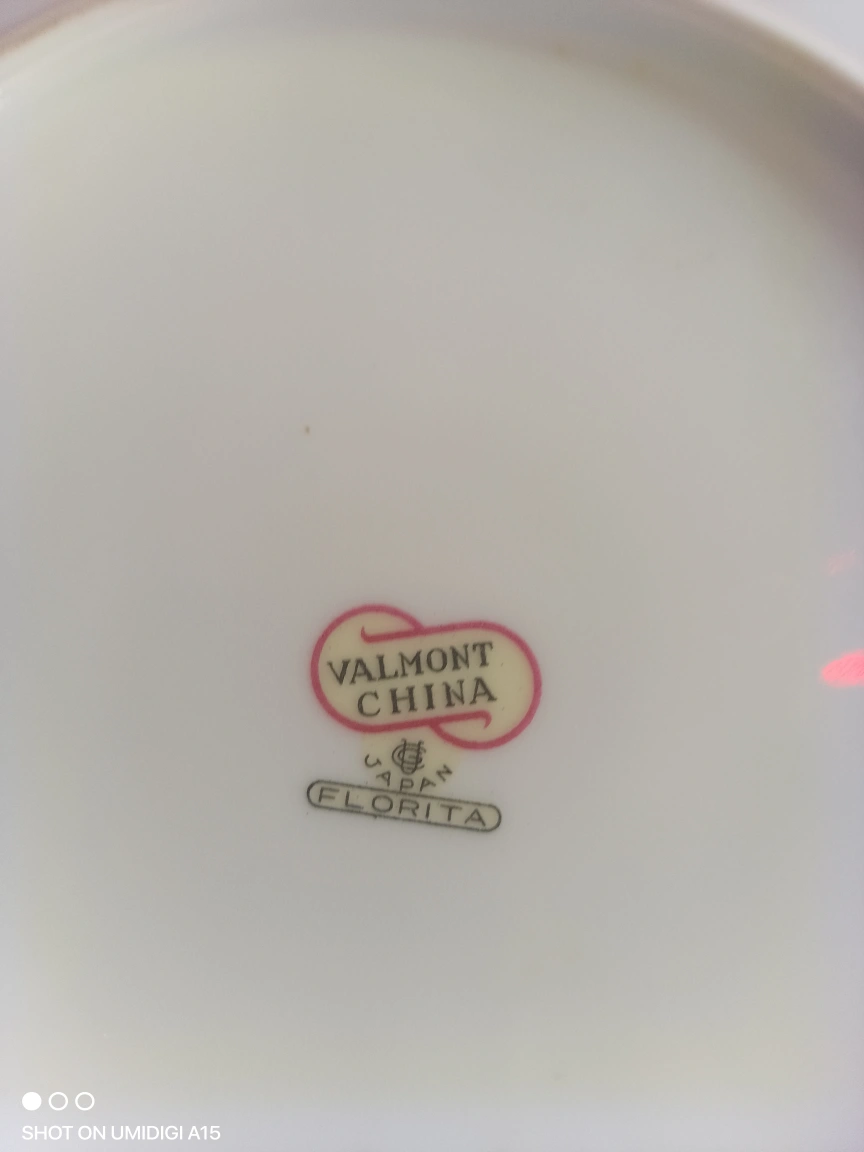 VALMONT
CHINA
JAPAN
FLORITA
SHOT ON UMIDIGI A15